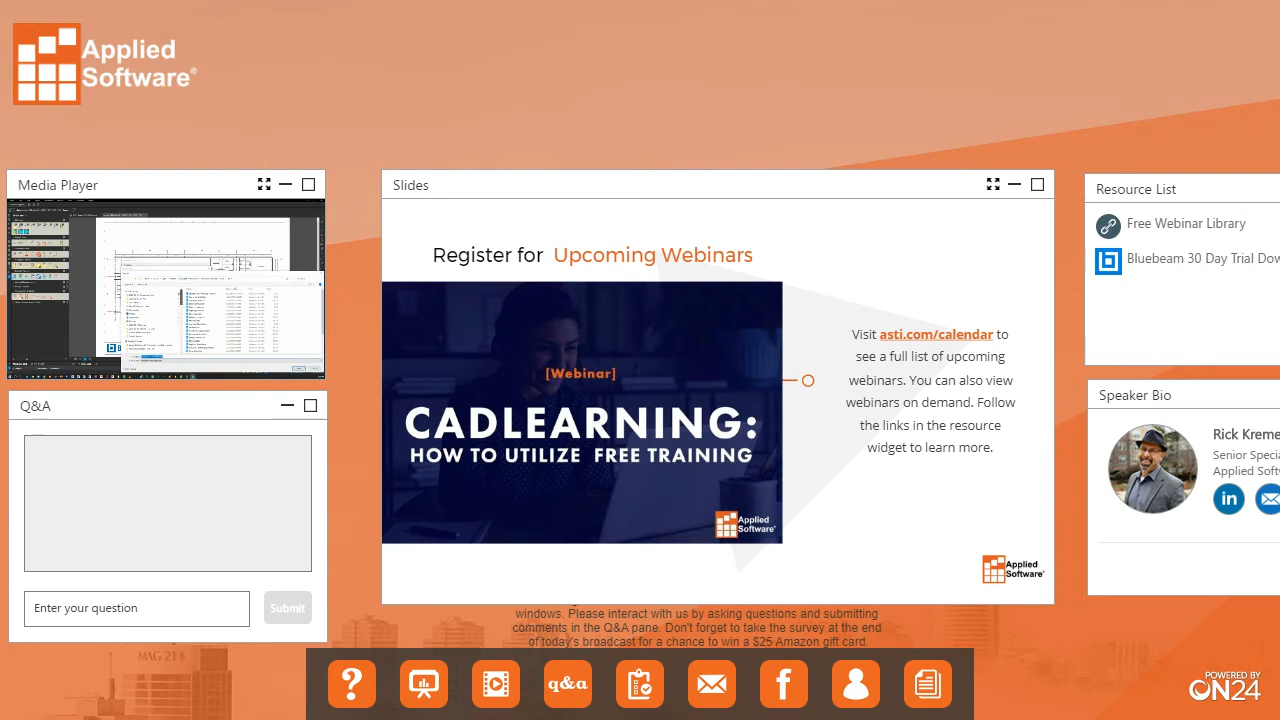 Applied
Software®
Media Player
Slides
Resource List
Free Webinar Library
Bluebeam 30 Day Trial Dow
Register for Upcoming Webinars
[Webinar]
CADLEARNING:
HOW TO UTILIZE FREE TRAINING
Applied
Software®
Visit asti.com/calendar to
see a full list of upcoming
webinars. You can also view
webinars on demand. Follow
the links in the resource
widget to learn more.
Applied
Software®
Q&A
Enter your question
Submit
Speaker Bio
Rick Kreme
Senior Specia
Applied Softw
in
windows. Please interact with us by asking questions and submitting
comments in the Q&A pane. Don't forget to take the survey at the end
of today's broadcast for a chance to win a $25 Amazon gift card.
MAG 214
?
q&a
f
POWERED BY
ON24